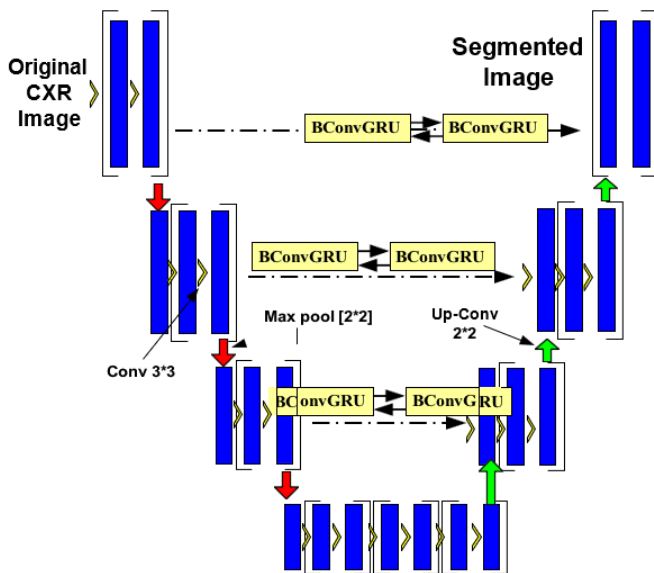 Original
CXR
Image
Segmented
Image
BConvGRU
BConvGRU
BConvGRU
BConvGRU
Max pool [2*2]
Up-Conv
2*2
Conv 3*3
BConvGRU
BConvGRU